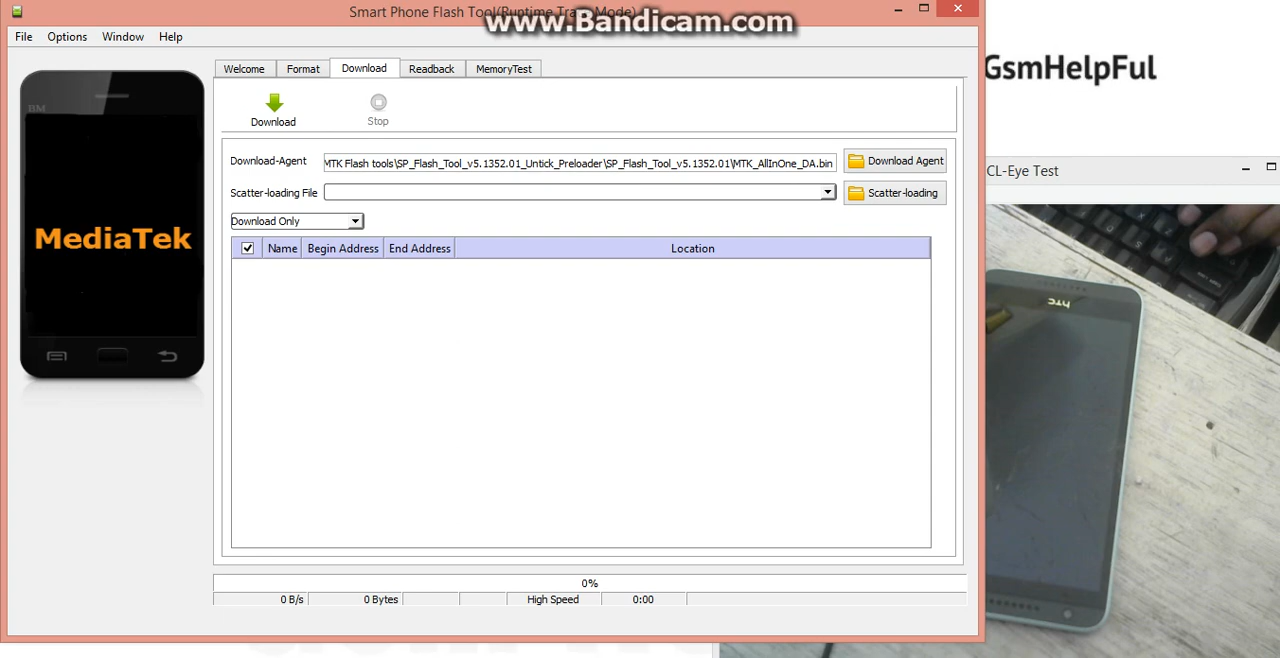 Smart Phone Flash Tool(Runtime Trace Mode)
www.Bandicam.com
File Options Window Help
GsmHelpFul
Welcome Format Download Readback MemoryTest
BM
Download Stop
Download-Agent MTK Flash tools\SP_Flash_Tool_v5.1352.01_Untick_Preloader\SP_Flash_Tool_v5.1352.01\MTK_AllInOne_DA.bin Download Agent
CL-Eye Test
Scatter-loading File Scatter-loading
Download Only
MediaTek
Name Begin Address End Address Location
hTC
0%
0 B/s 0 Bytes High Speed 0:00